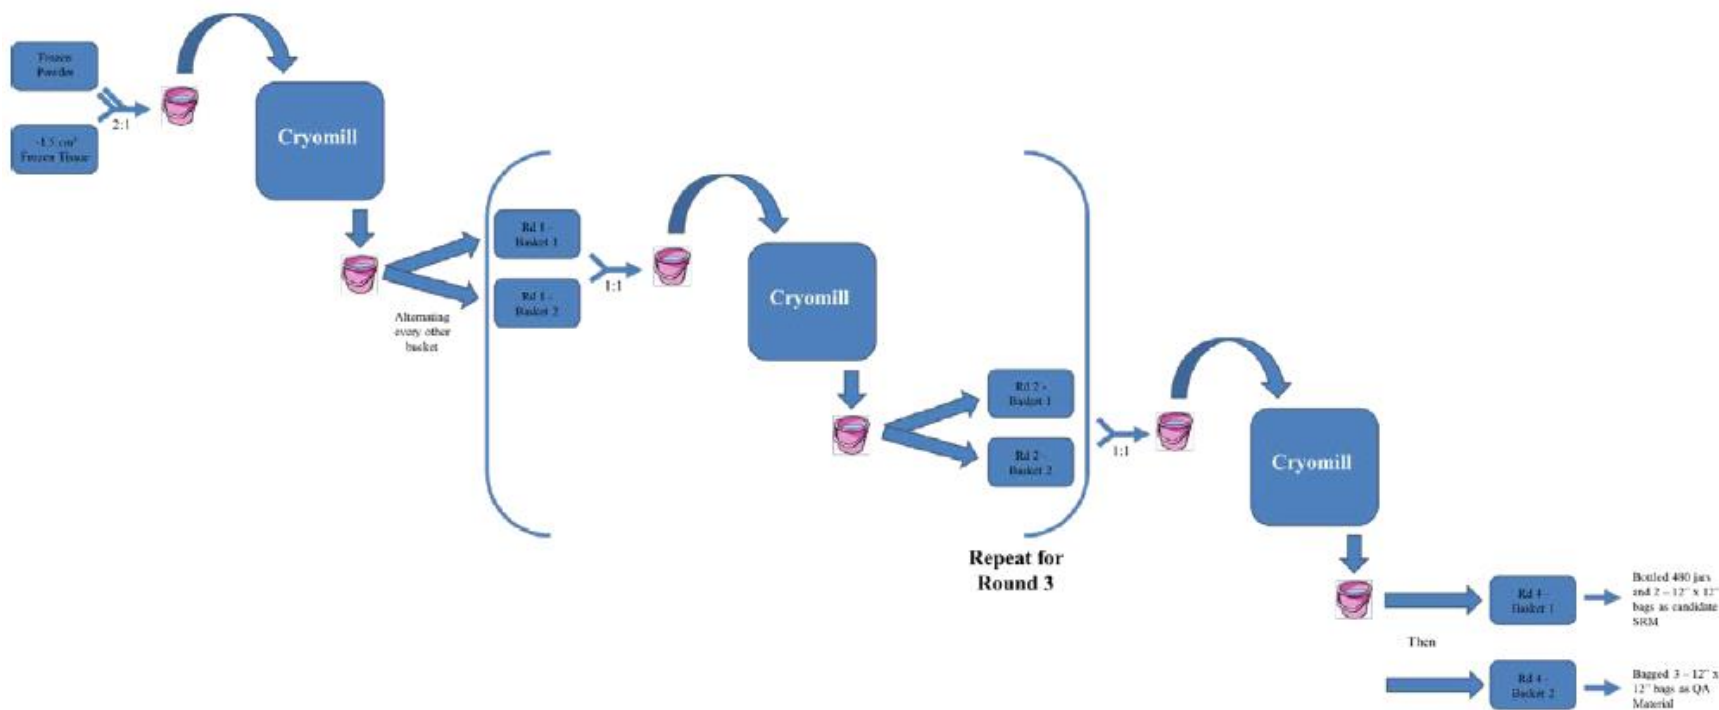 Frozen
Powder
2:1
~1.5 cm³
Frozen Tissue
Cryomill
Alternating
every other
bucket
Rd 1 -
Basket 1
Rd 1 -
Basket 2
1:1
Cryomill
Rd 2 -
Basket 1
Rd 2 -
Basket 2
1:1
Repeat for
Round 3
Cryomill
Then
Rd 4 -
Basket 1
Bottled 480 jars
and 2 – 12" x 12"
bags as candidate
SRM
Rd 4 -
Basket 2
Bagged 3 – 12" x
12" bags as QA
Material